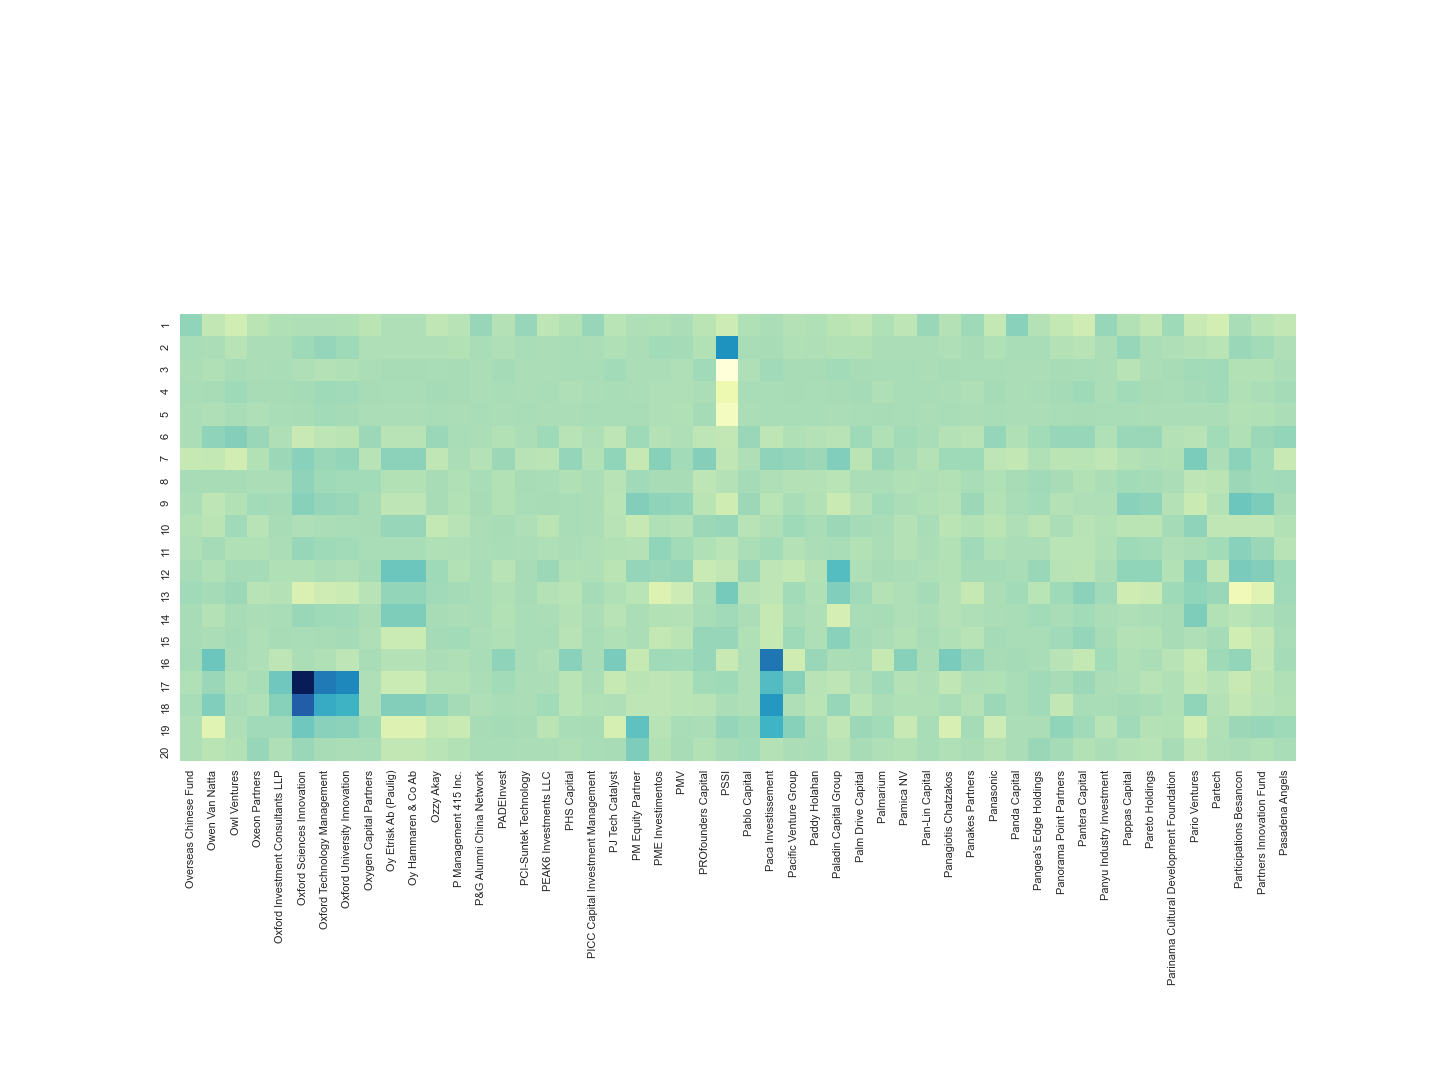 1
2
3
4
5
6
7
8
9
10
11
12
13
14
15
16
17
18
19
20
Overseas Chinese Fund
Owen Van Natta
Owl Ventures
Oxeon Partners
Oxford Investment Consultants LLP
Oxford Sciences Innovation
Oxford Technology Management
Oxford University Innovation
Oxygen Capital Partners
Oy Etrisk Ab (Paulig)
Oy Hammaren & Co Ab
Ozzy Akay
P Management 415 Inc.
P&G Alumni China Network
PADEInvest
PCI-Suntek Technology
PEAK6 Investments LLC
PHS Capital
PICC Capital Investment Management
PJ Tech Catalyst
PM Equity Partner
PME Investimentos
PMV
PROfounders Capital
PSSI
Pablo Capital
Paca Investissement
Pacific Venture Group
Paddy Holahan
Paladin Capital Group
Palm Drive Capital
Palmarium
Pamica NV
Pan-Lin Capital
Panagiotis Chatzakos
Panakes Partners
Panasonic
Panda Capital
Pangea's Edge Holdings
Panorama Point Partners
Pantera Capital
Panyu Industry Investment
Pappas Capital
Pareto Holdings
Parinama Cultural Development Foundation
Pario Ventures
Partech
Participations Besancon
Partners Innovation Fund
Pasadena Angels